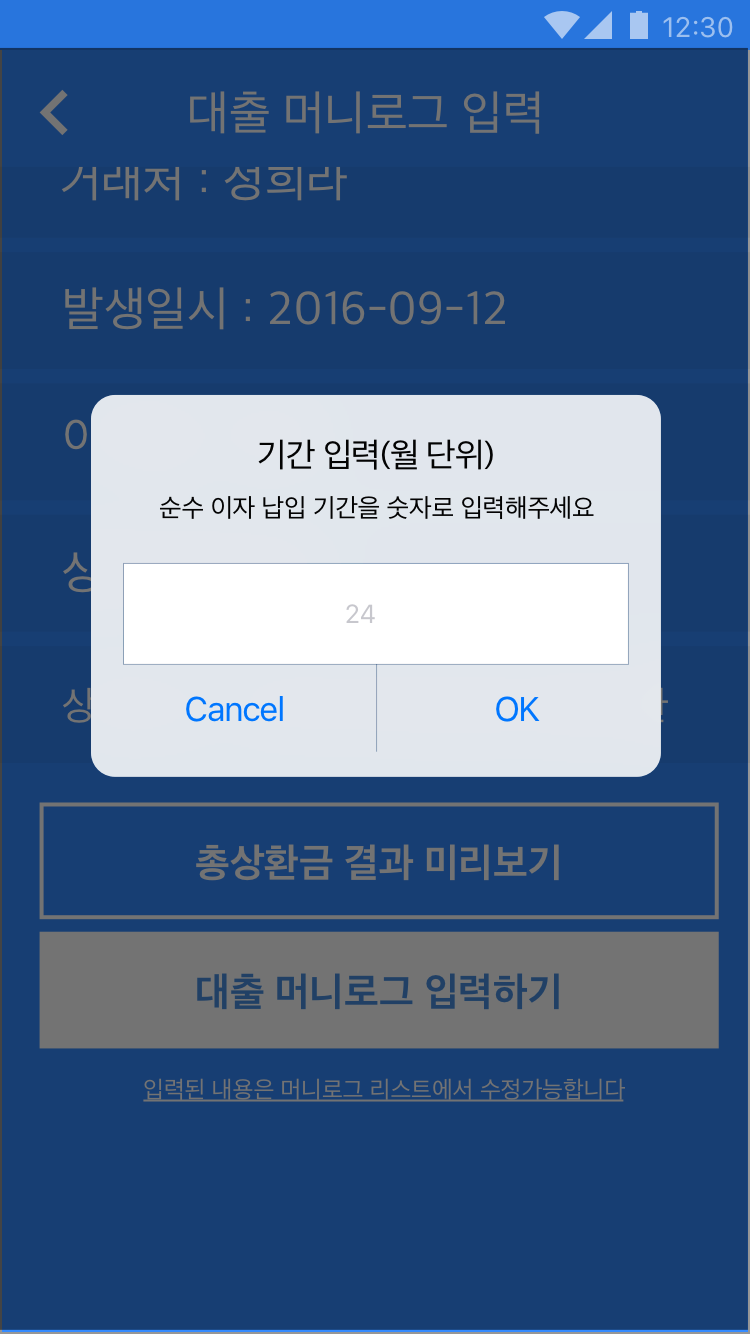 12:30
대출 머니로그 입력
거래처 : 성희라
발생일시 : 2016-09-12
기간 입력(월 단위)
순수 이자 납입 기간을 숫자로 입력해주세요
24
Cancel
OK
총상환금 결과 미리보기
대출 머니로그 입력하기
입력된 내용은 머니로그 리스트에서 수정가능합니다